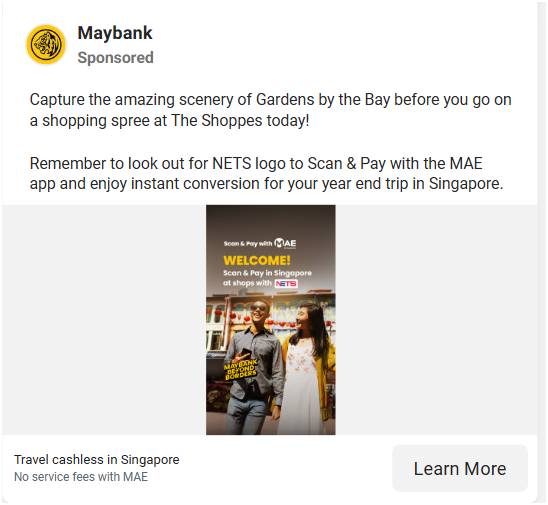 Maybank
Sponsored
Capture the amazing scenery of Gardens by the Bay before you go on
a shopping spree at The Shoppes today!
Remember to look out for NETS logo to Scan & Pay with the MAE
app and enjoy instant conversion for your year end trip in Singapore.
Scan & Pay with MAE
WELCOME!
Scan & Pay in Singapore
at shops with NETS
MAYBANK
BEYOND
BORDERS
Travel cashless in Singapore
No service fees with MAE
Learn More